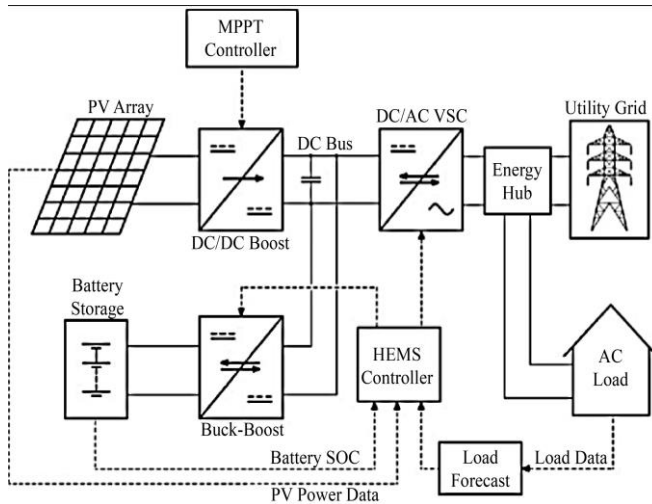 MPPT
Controller
PV Array
DC/AC VSC
Utility Grid
DC Bus
Energy
Hub
DC/DC Boost
Battery
Storage
HEMS
Controller
AC
Load
Buck-Boost
Battery SOC
Load
Forecast
Load Data
PV Power Data